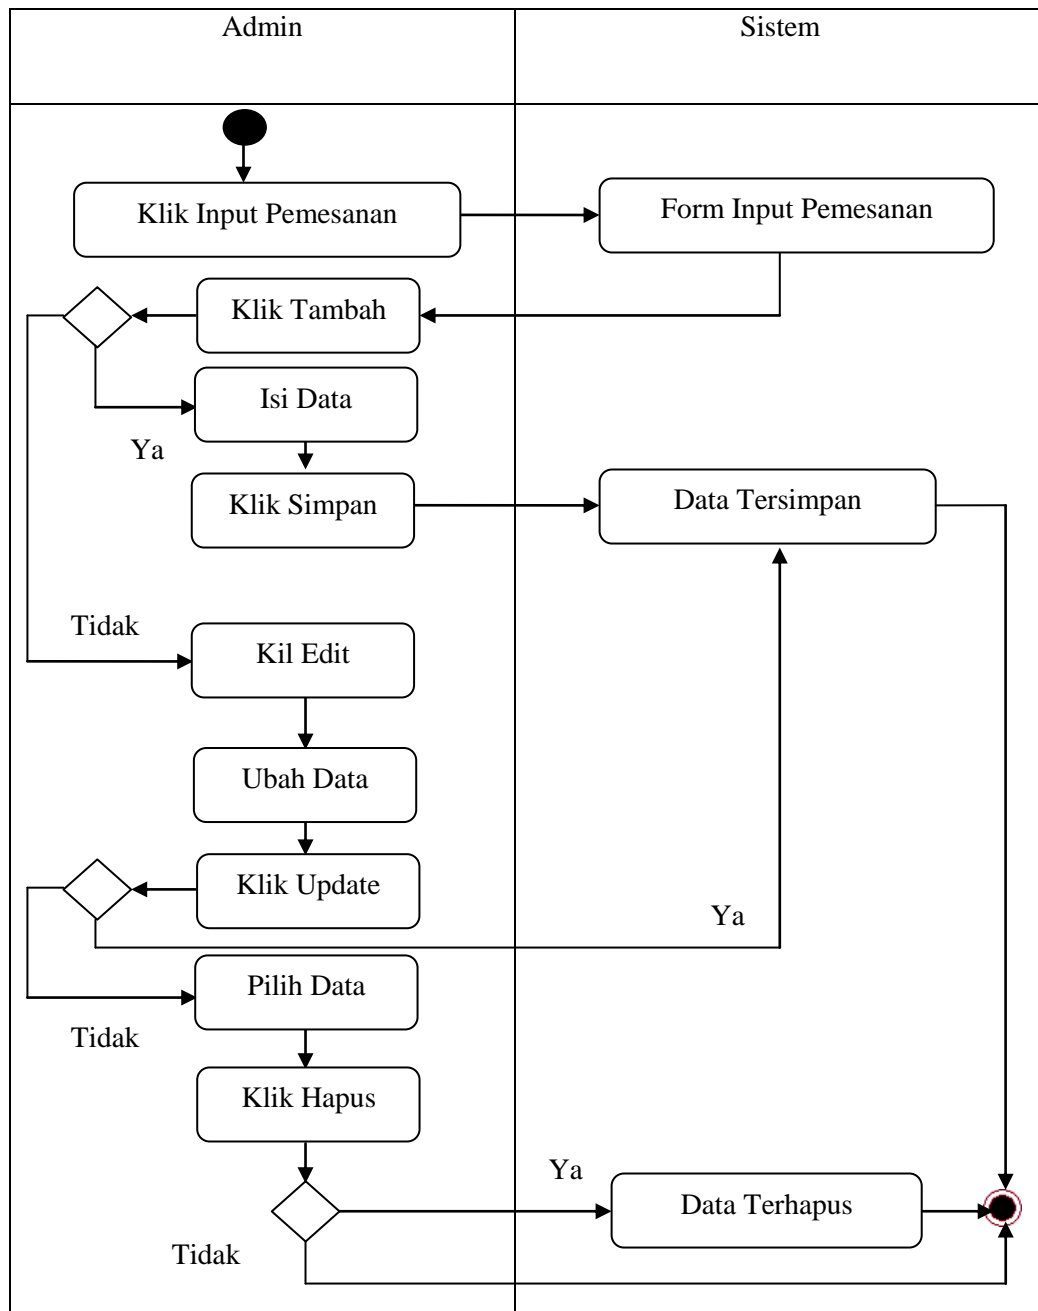 Admin
Sistem
Klik Input Pemesanan
Form Input Pemesanan
Klik Tambah
Isi Data
Ya
Klik Simpan
Data Tersimpan
Tidak
Kil Edit
Ubah Data
Klik Update
Ya
Pilih Data
Tidak
Klik Hapus
Ya
Data Terhapus
Tidak